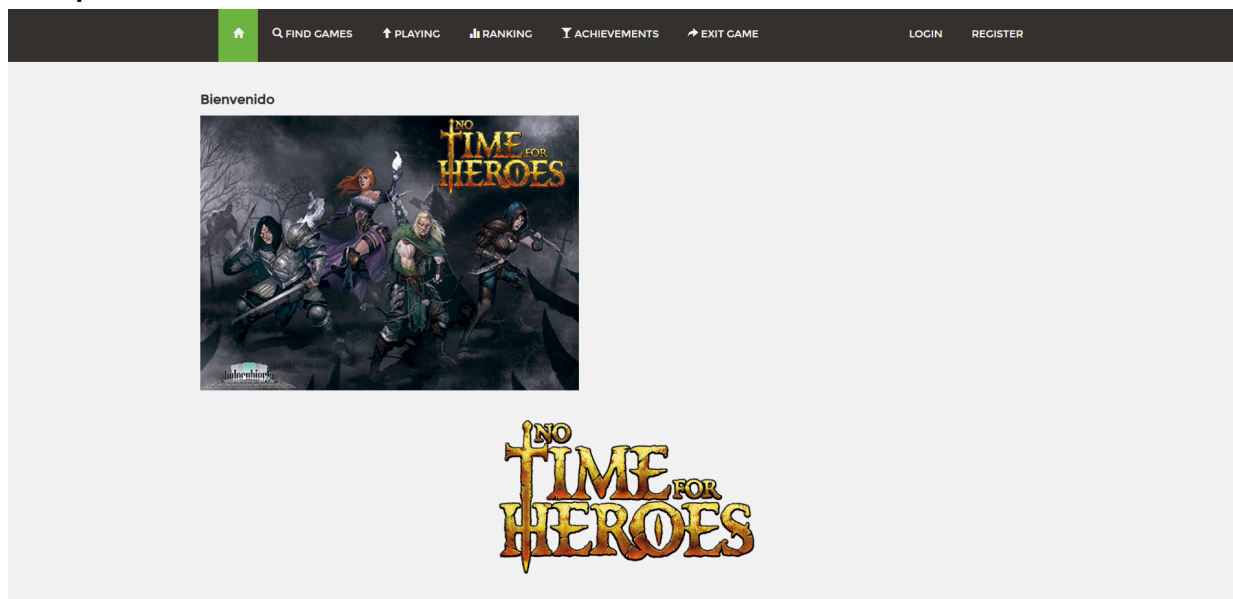 FIND GAMES PLAYING RANKING ACHIEVEMENTS EXIT GAME LOGIN REGISTER
Bienvenido
NO
TIME FOR
HEROES
NO
TIME FOR
HEROES